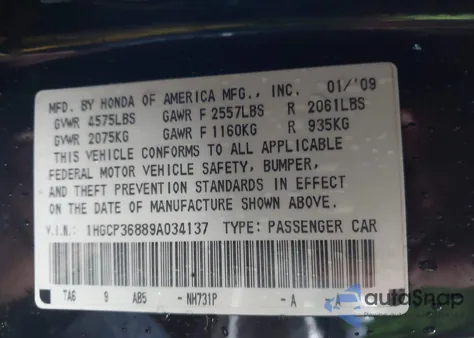 MFD. BY HONDA OF AMERICA MFG., INC. 01/'09
GVWR 4575LBS GAWR F 2557LBS R 2061LBS
GVWR 2075KG GAWR F 1160KG R 935KG
THIS VEHICLE CONFORMS TO ALL APPLICABLE
FEDERAL MOTOR VEHICLE SAFETY, BUMPER,
AND THEFT PREVENTION STANDARDS IN EFFECT
ON THE DATE OF MANUFACTURE SHOWN ABOVE.
V.I.N.: 1HGCP36889A034137 TYPE: PASSENGER CAR
TA6 9 AB5 -NH731P -A A
autoSnap